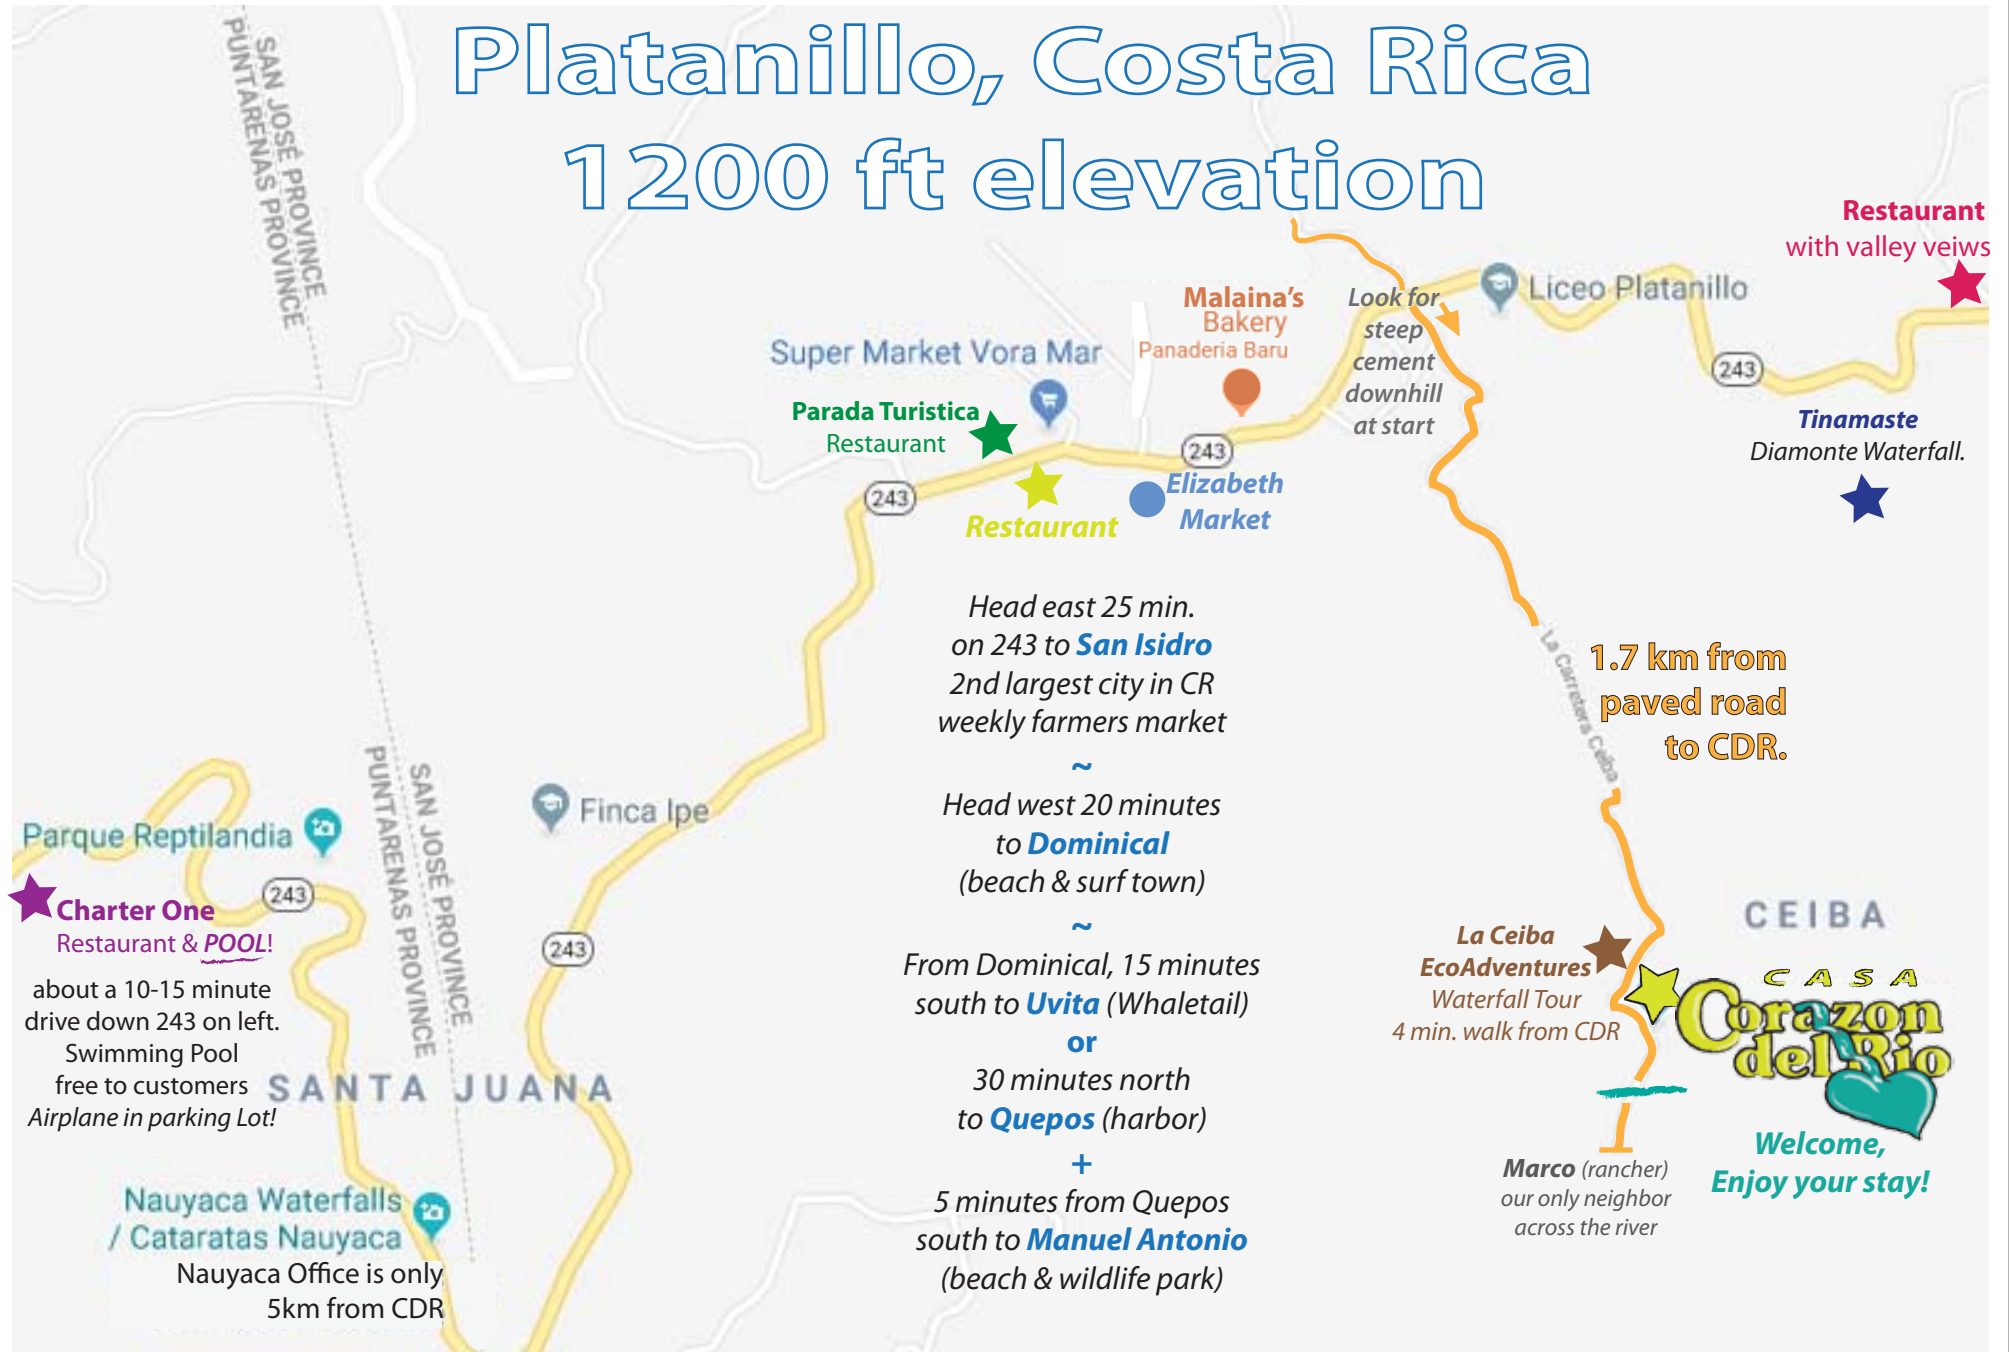 Platanillo, Costa Rica
1200 ft elevation
SAN JOSÉ PROVINCE
PUNTARENAS PROVINCE
Restaurant
with valley veiws
Malaina's
Bakery
Panaderia Baru
Look for
steep
cement
downhill
at start
Liceo Platanillo
Super Market Vora Mar
243
Parada Turistica
Restaurant
Tinamaste
Diamonte Waterfall.
243
243
Elizabeth
Market
Restaurant
Head east 25 min.
on 243 to San Isidro
2nd largest city in CR
weekly farmers market
~
Head west 20 minutes
to Dominical
(beach & surf town)
~
From Dominical, 15 minutes
south to Uvita (Whaletail)
or
30 minutes north
to Quepos (harbor)
+
5 minutes from Quepos
south to Manuel Antonio
(beach & wildlife park)
La Carretera Ceiba
1.7 km from
paved road
to CDR.
SAN JOSÉ PROVINCE
PUNTARENAS PROVINCE
Finca Ipe
Parque Reptilandia
243
Charter One
Restaurant & POOL!
about a 10-15 minute
drive down 243 on left.
Swimming Pool
free to customers
Airplane in parking Lot!
243
SANTA JUANA
Nauyaca Waterfalls
/ Cataratas Nauyaca
Nauyaca Office is only
5km from CDR
CEIBA
La Ceiba
EcoAdventures
Waterfall Tour
4 min. walk from CDR
CASA
Corazon
del Rio
Welcome,
Enjoy your stay!
Marco (rancher)
our only neighbor
across the river